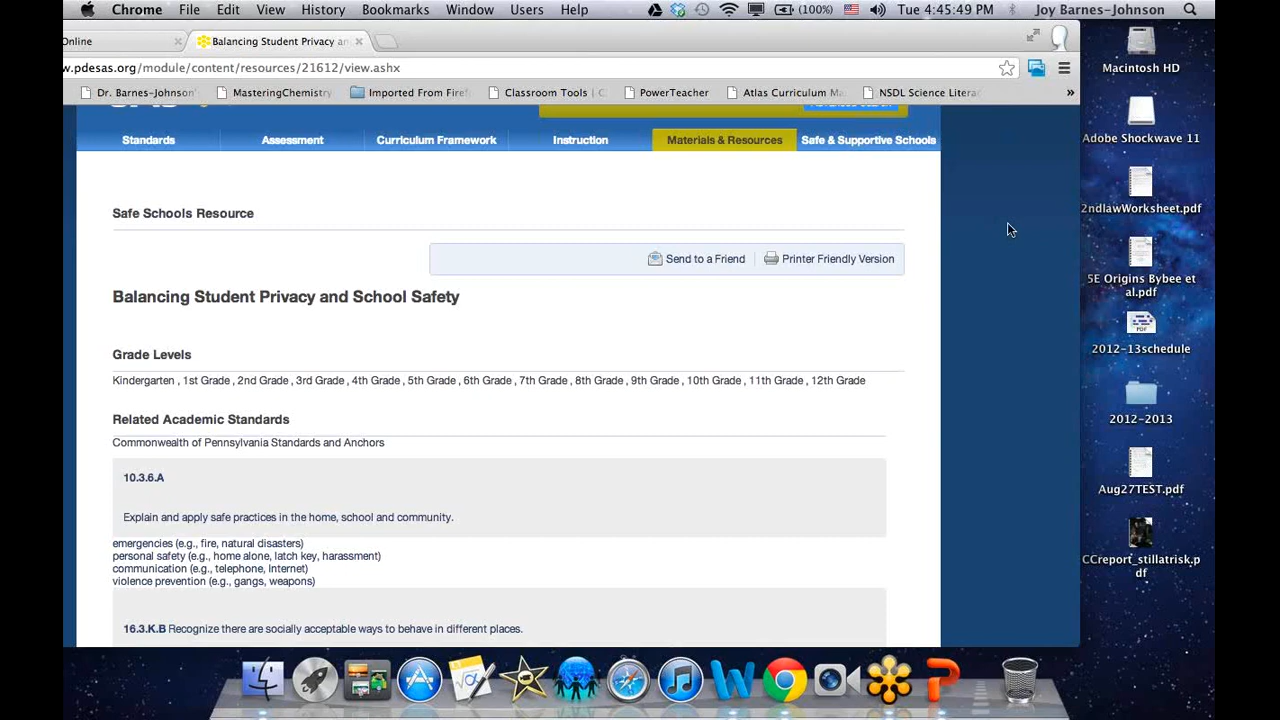 Chrome File Edit View History Bookmarks Window Users Help (100%) Tue 4:45:49 PM Joy Barnes-Johnson
Online Balancing Student Privacy an
w.pdesas.org/module/content/resources/21612/view.ashx
Dr. Barnes-Johnson' MasteringChemistry Imported From Firef Classroom Tools | C PowerTeacher Atlas Curriculum Ma NSDL Science Litera »
Advanced Search
Standards Assessment Curriculum Framework Instruction Materials & Resources Safe & Supportive Schools
Safe Schools Resource
Send to a Friend Printer Friendly Version
Balancing Student Privacy and School Safety
Grade Levels
Kindergarten , 1st Grade , 2nd Grade , 3rd Grade , 4th Grade , 5th Grade , 6th Grade , 7th Grade , 8th Grade , 9th Grade , 10th Grade , 11th Grade , 12th Grade
Related Academic Standards
Commonwealth of Pennsylvania Standards and Anchors
10.3.6.A
Explain and apply safe practices in the home, school and community.
emergencies (e.g., fire, natural disasters)
personal safety (e.g., home alone, latch key, harassment)
communication (e.g., telephone, Internet)
violence prevention (e.g., gangs, weapons)
16.3.K.B Recognize there are socially acceptable ways to behave in different places.
Macintosh HD
Adobe Shockwave 11
2ndlawWorksheet.pdf
5E Origins Bybee et
al.pdf
PDF
2012-13schedule
2012-2013
Aug27TEST.pdf
CCreport_stillatrisk.p
df